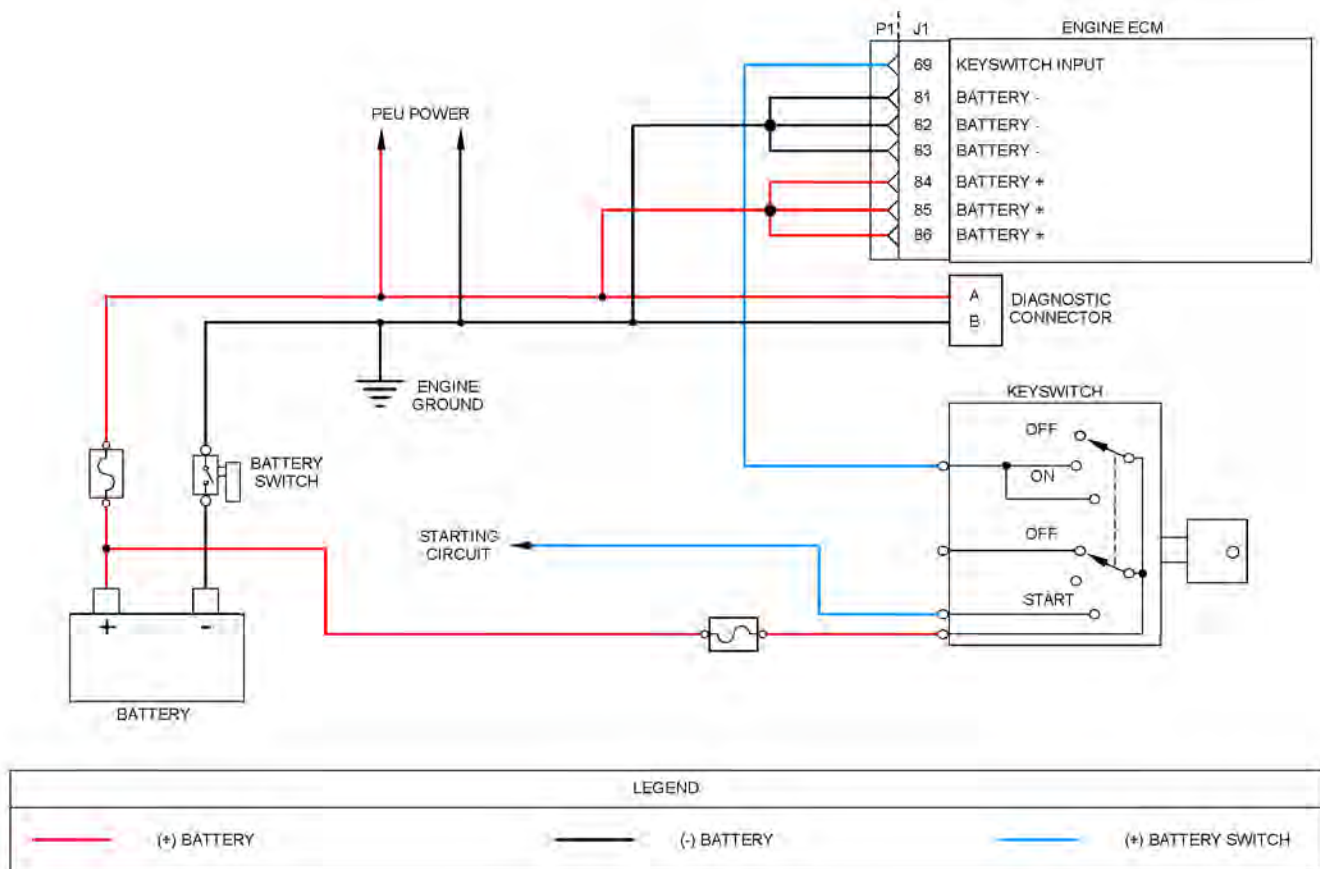 P1 J1 ENGINE ECM
69 KEYSWITCH INPUT
81 BATTERY -
82 BATTERY -
83 BATTERY -
84 BATTERY +
85 BATTERY +
86 BATTERY +
PEU POWER
A
B
DIAGNOSTIC
CONNECTOR
ENGINE
GROUND
KEYSWITCH
OFF
ON
OFF
START
BATTERY
SWITCH
STARTING
CIRCUIT
+ -
BATTERY
LEGEND
(+) BATTERY
(-) BATTERY
(+) BATTERY SWITCH